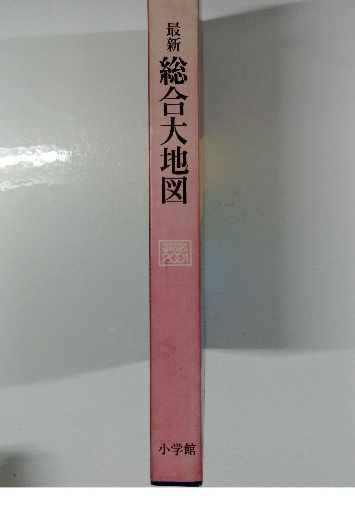 最新
総合大地図
2001
小学館